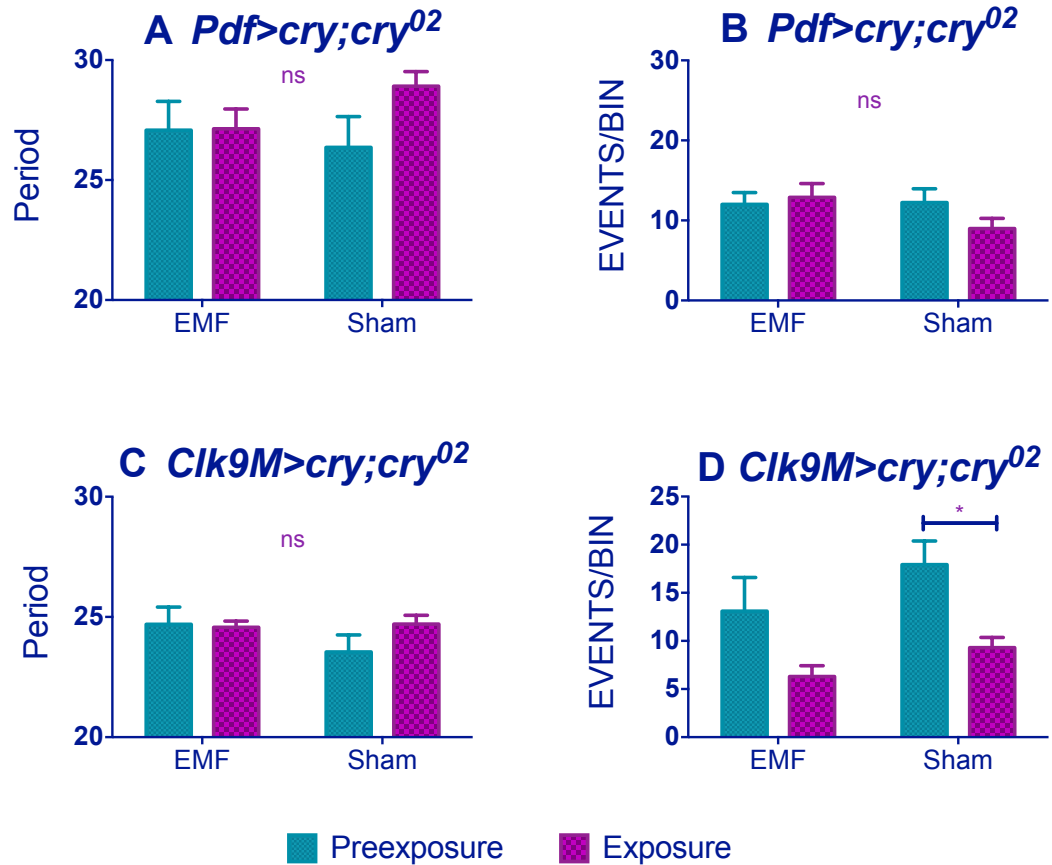 A Pdf>cry;cry02
30
25
20
Period
ns
EMF
Sham
B Pdf>cry;cry02
30
20
10
0
EVENTS/BIN
ns
EMF
Sham
C Clk9M>cry;cry02
30
25
20
Period
ns
EMF
Sham
D Clk9M>cry;cry02
25
20
15
10
5
0
EVENTS/BIN
*
EMF
Sham
Preexposure
Exposure